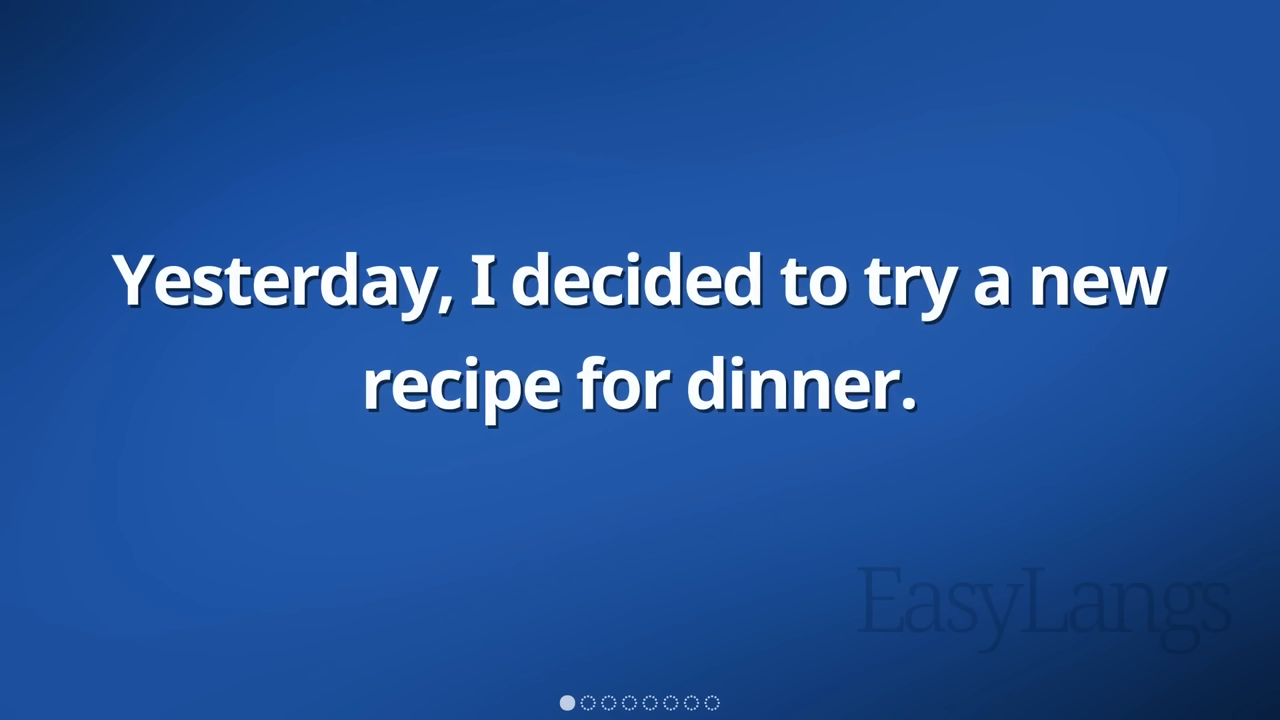 Yesterday, I decided to try a new
recipe for dinner.
EasyLangs